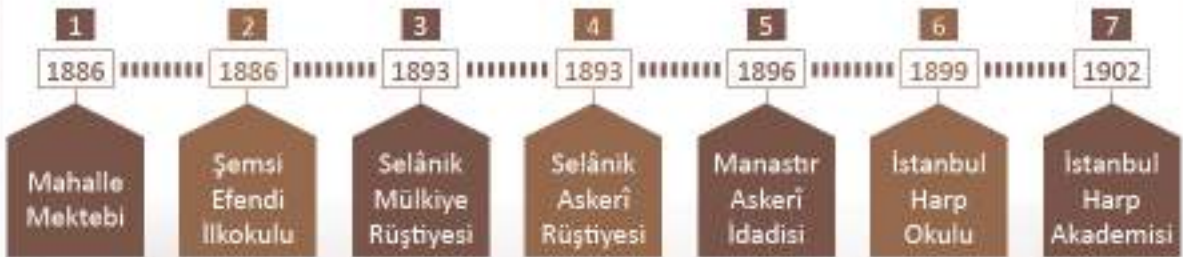 1 2 3 4 5 6 7
1886 1886 1893 1893 1896 1899 1902
Mahalle
Mektebi
Şemsi
Efendi
İlkokulu
Selânik
Mülkiye
Rüştiyesi
Selânik
Askerî
Rüştiyesi
Manastır
Askerî
İdadisi
İstanbul
Harp
Okulu
İstanbul
Harp
Akademisi